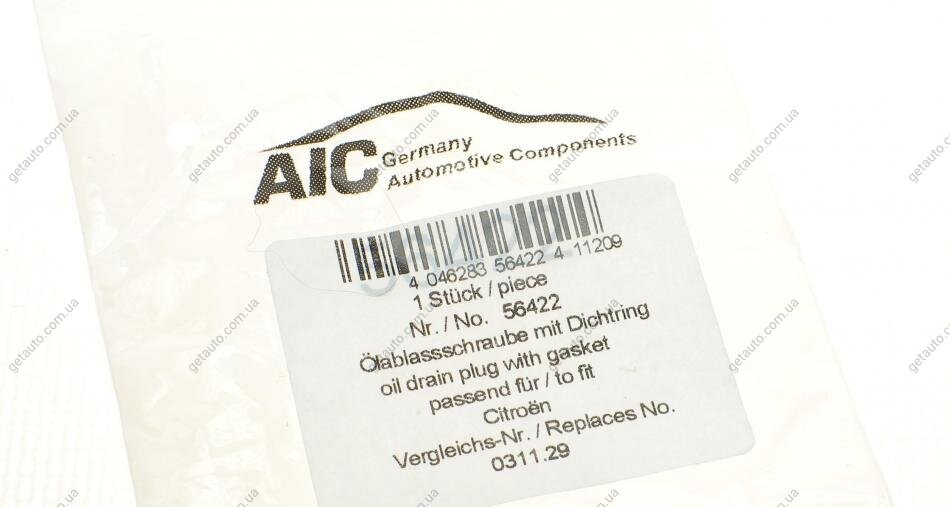 AIC Germany
Automotive Components
4 046283 56422 4 11209
1 Stück / piece
Nr. / No. 56422
Ölablassschraube mit Dichtring
oil drain plug with gasket
passend für / to fit
Citroën
Vergleichs-Nr. / Replaces No.
0311.29
getauto.com.ua